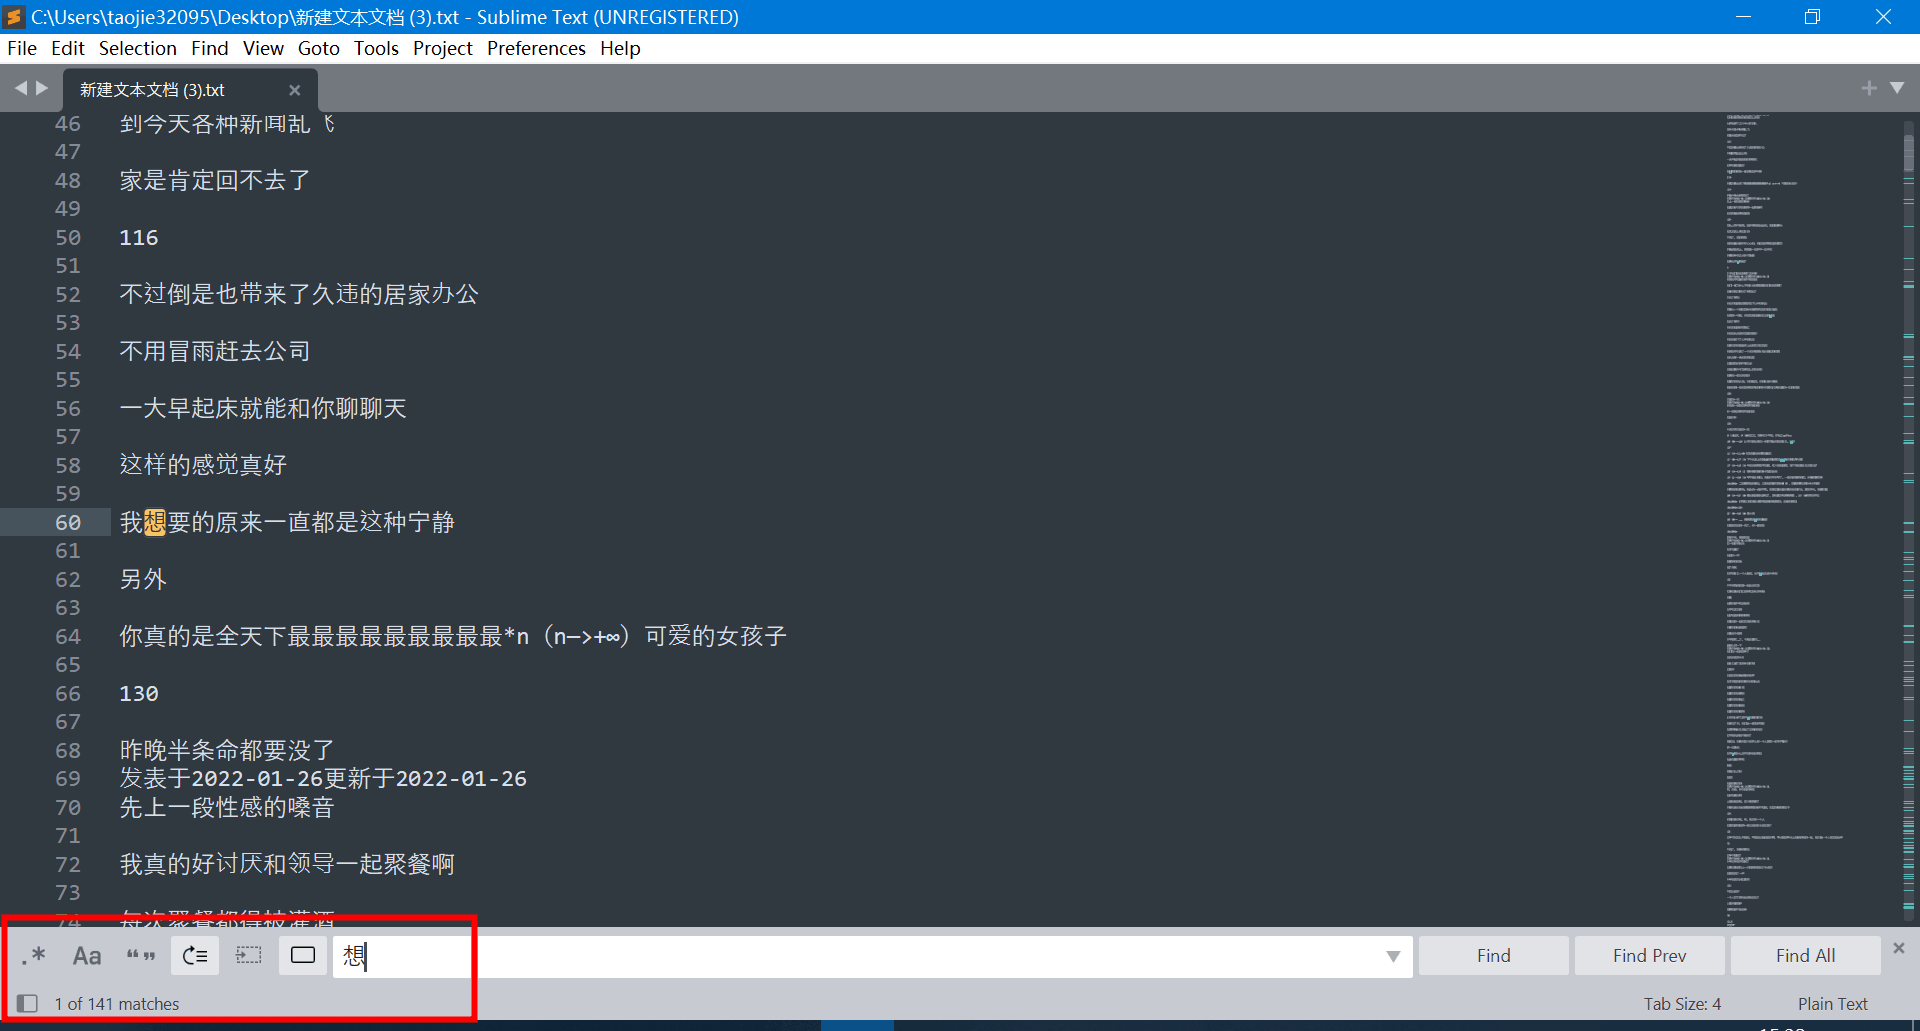 C:\Users\taojie32095\Desktop\新建文本文档 (3).txt - Sublime Text (UNREGISTERED)
File Edit Selection Find View Goto Tools Project Preferences Help
新建文本文档 (3).txt
46 到今天各种新闻乱飞
47
48 家是肯定回不去了
49
50 116
51
52 不过倒是也带来了久违的居家办公
53
54 不用冒雨赶去公司
55
56 一大早起床就能和你聊聊天
57
58 这样的感觉真好
59
60 我想要的原来一直都是这种宁静
61
62 另外
63
64 你真的是全天下最最最最最最最最最*n（n—>+∞）可爱的女孩子
65
66 130
67
68 昨晚半条命都要没了
69 发表于2022-01-26更新于2022-01-26
70 先上一段性感的嗓音
71
72 我真的好讨厌和领导一起聚餐啊
73
74 每次聚餐都得被灌酒
.* Aa “” 想 Find Find Prev Find All
1 of 141 matches Tab Size: 4 Plain Text